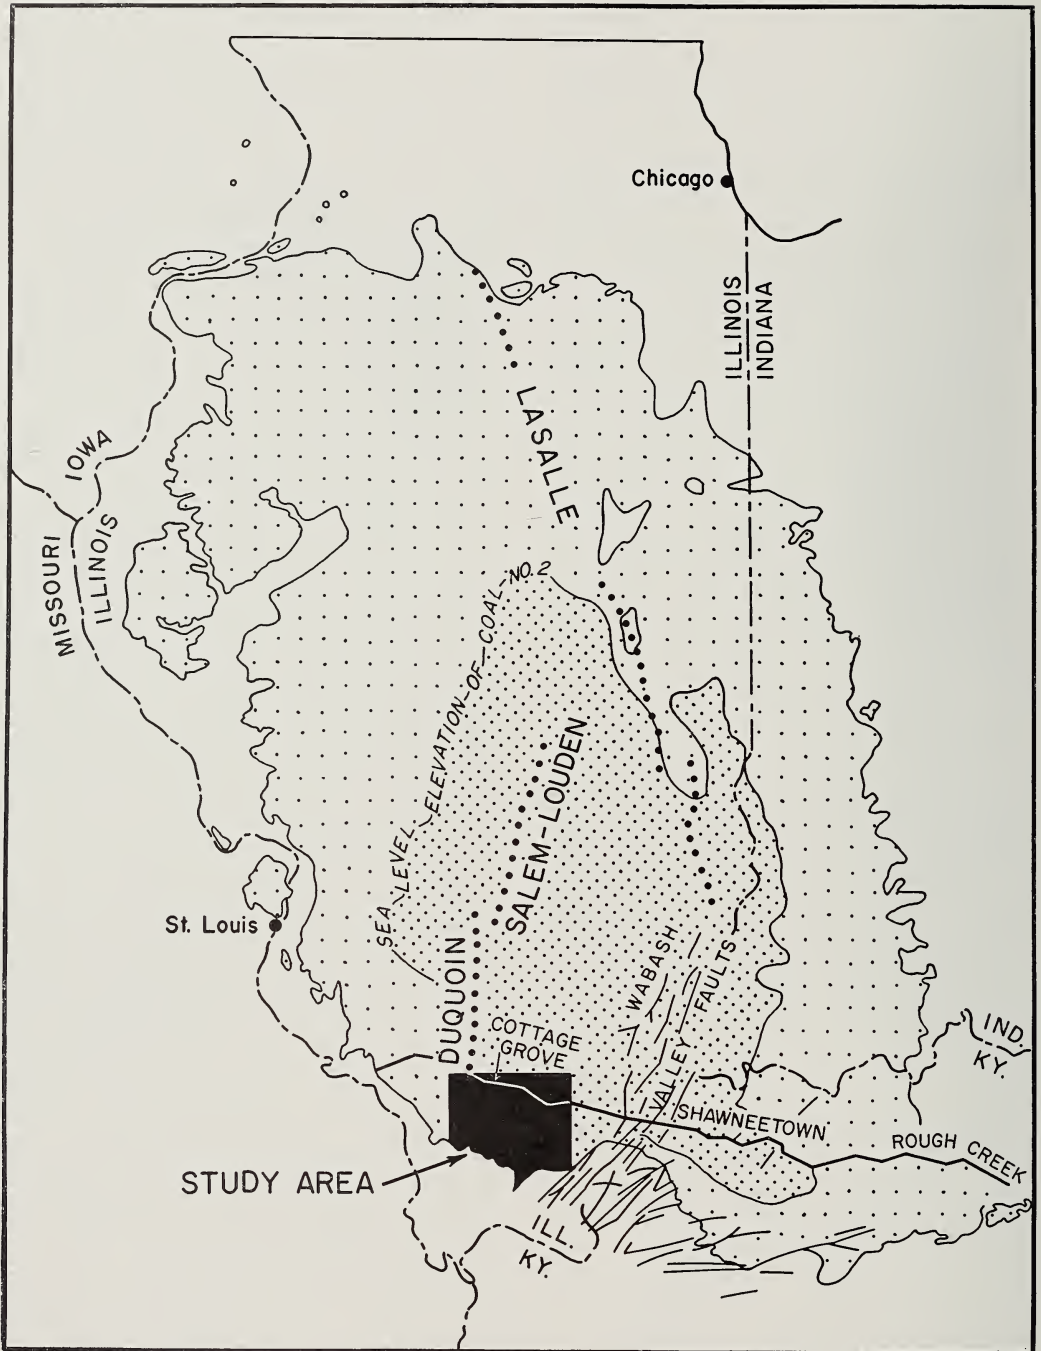 Chicago
ILLINOIS
INDIANA
LASALLE
IOWA
MISSOURI
ILLINOIS
SEA LEVEL ELEVATION-OF-COAL-NO. 2
SALEM-LOUDEN
St. Louis
DUQUOIN
WABASH
VALLEY FAULTS
COTTAGE
GROVE
IND.
KY.
SHAWNEETOWN
ROUGH CREEK
STUDY AREA
ILL.
KY.